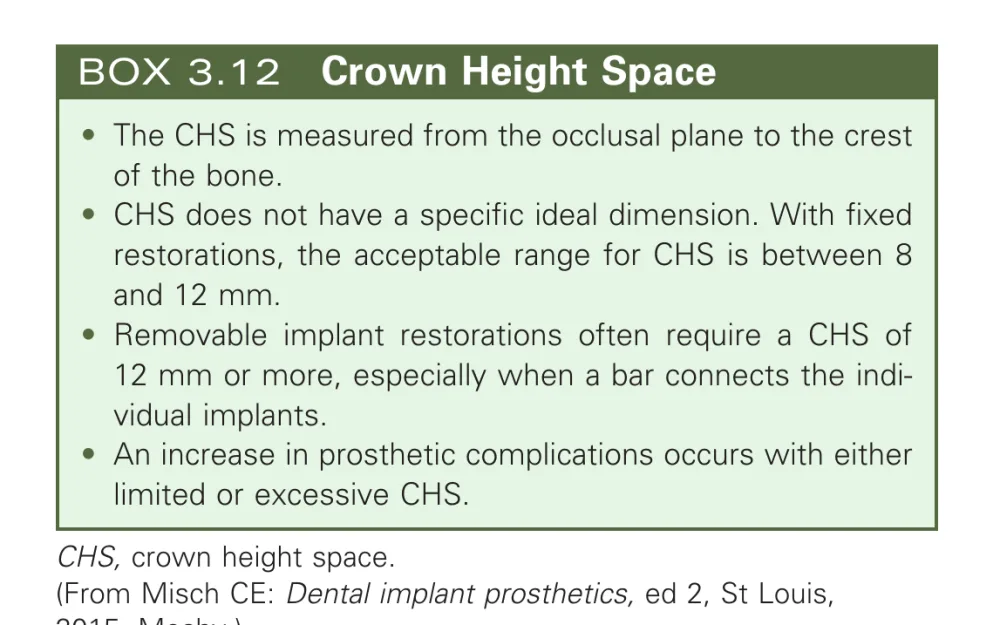 BOX 3.12 Crown Height Space
• The CHS is measured from the occlusal plane to the crest
of the bone.
• CHS does not have a specific ideal dimension. With fixed
restorations, the acceptable range for CHS is between 8
and 12 mm.
• Removable implant restorations often require a CHS of
12 mm or more, especially when a bar connects the indi-
vidual implants.
• An increase in prosthetic complications occurs with either
limited or excessive CHS.
CHS, crown height space.
(From Misch CE: Dental implant prosthetics, ed 2, St Louis,
2015, Mosby.)